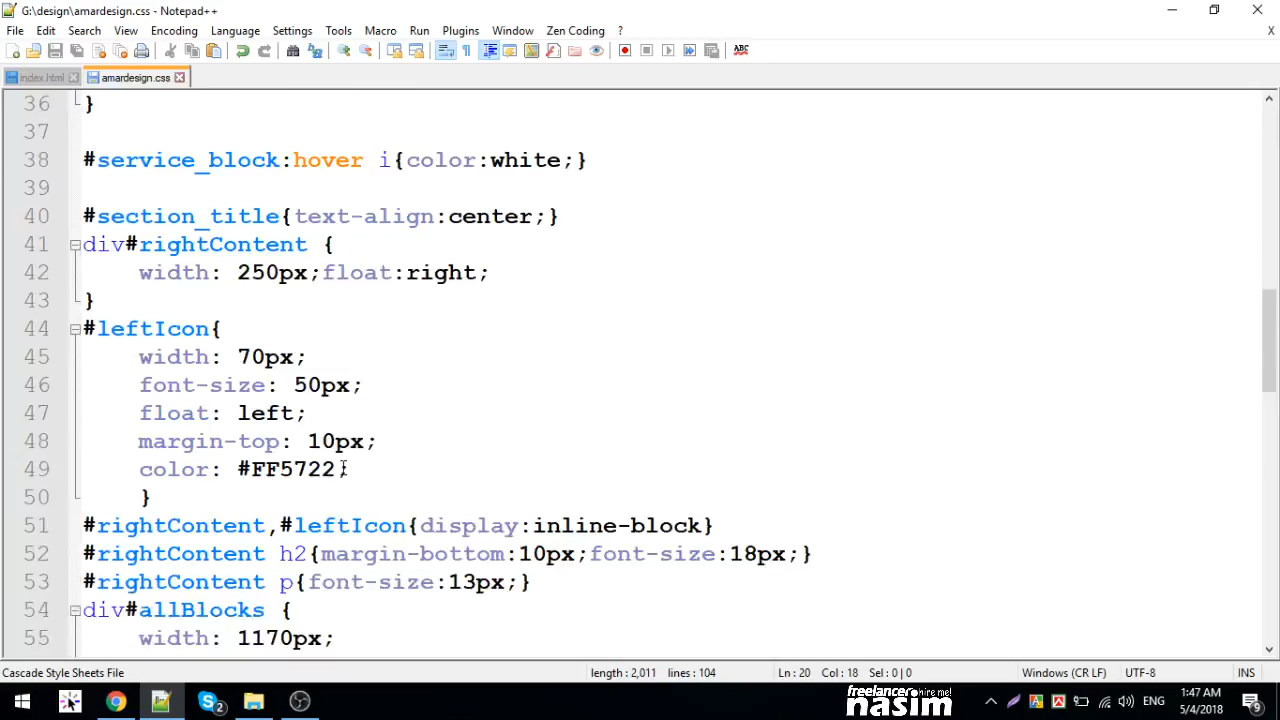 G:\design\amardesign.css - Notepad++
File Edit Search View Encoding Language Settings Tools Macro Run Plugins Window Zen Coding ? X
ABC
index.html amardesign.css
36 }
37
38 #service_block:hover i{color:white;}
39
40 #section_title{text-align:center;}
41 div#rightContent {
42 width: 250px;float:right;
43 }
44 #leftIcon{
45 width: 70px;
46 font-size: 50px;
47 float: left;
48 margin-top: 10px;
49 color: #FF5722;
50 }
51 #rightContent,#leftIcon{display:inline-block}
52 #rightContent h2{margin-bottom:10px;font-size:18px;}
53 #rightContent p{font-size:13px;}
54 div#allBlocks {
55 width: 1170px;
Cascade Style Sheets File length : 2,011 lines : 104 Ln : 20 Col : 18 Sel : 0 | 0 Windows (CR LF) UTF-8 INS
2 freelancer hire me! nasim ENG 1:47 AM 5/4/2018 9